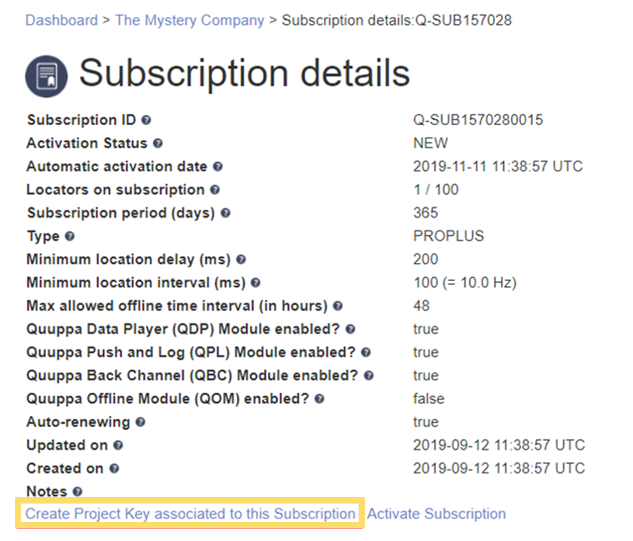 Dashboard > The Mystery Company > Subscription details:Q-SUB157028
Subscription details
Subscription ID ? Q-SUB1570280015
Activation Status ? NEW
Automatic activation date ? 2019-11-11 11:38:57 UTC
Locators on subscription ? 1 / 100
Subscription period (days) ? 365
Type ? PROPLUS
Minimum location delay (ms) ? 200
Minimum location interval (ms) ? 100 (= 10.0 Hz)
Max allowed offline time interval (in hours) ? 48
Quuppa Data Player (QDP) Module enabled? ? true
Quuppa Push and Log (QPL) Module enabled? ? true
Quuppa Back Channel (QBC) Module enabled? ? true
Quuppa Offline Module (QOM) enabled? ? false
Auto-renewing ? true
Updated on ? 2019-09-12 11:38:57 UTC
Created on ? 2019-09-12 11:38:57 UTC
Notes ?
Create Project Key associated to this Subscription Activate Subscription